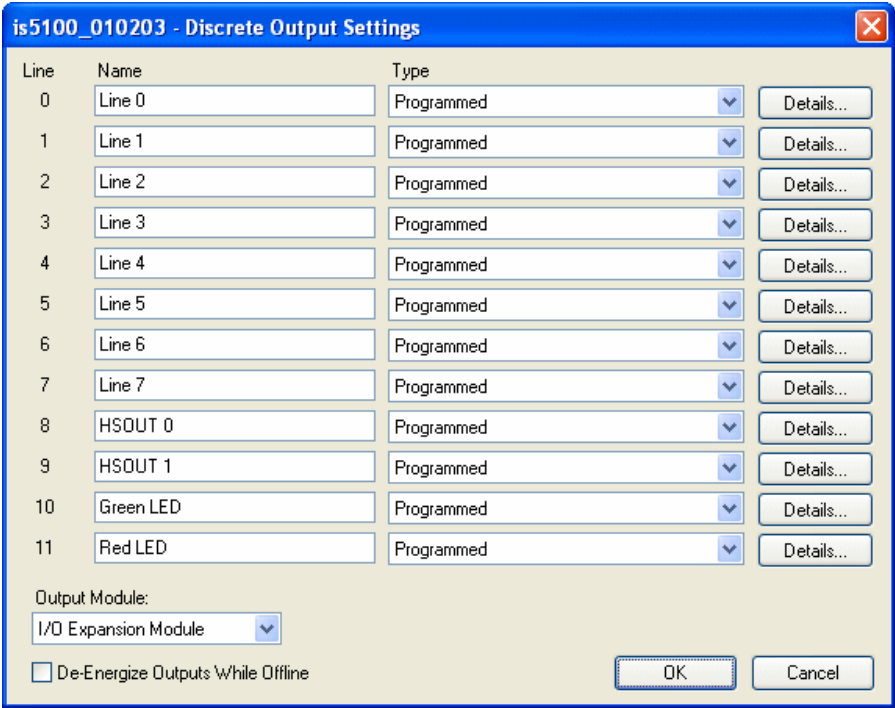 is5100_010203 - Discrete Output Settings
Line Name Type
0 Line 0 Programmed Details...
1 Line 1 Programmed Details...
2 Line 2 Programmed Details...
3 Line 3 Programmed Details...
4 Line 4 Programmed Details...
5 Line 5 Programmed Details...
6 Line 6 Programmed Details...
7 Line 7 Programmed Details...
8 HSOUT 0 Programmed Details...
9 HSOUT 1 Programmed Details...
10 Green LED Programmed Details...
11 Red LED Programmed Details...
Output Module:
I/O Expansion Module
De-Energize Outputs While Offline OK Cancel